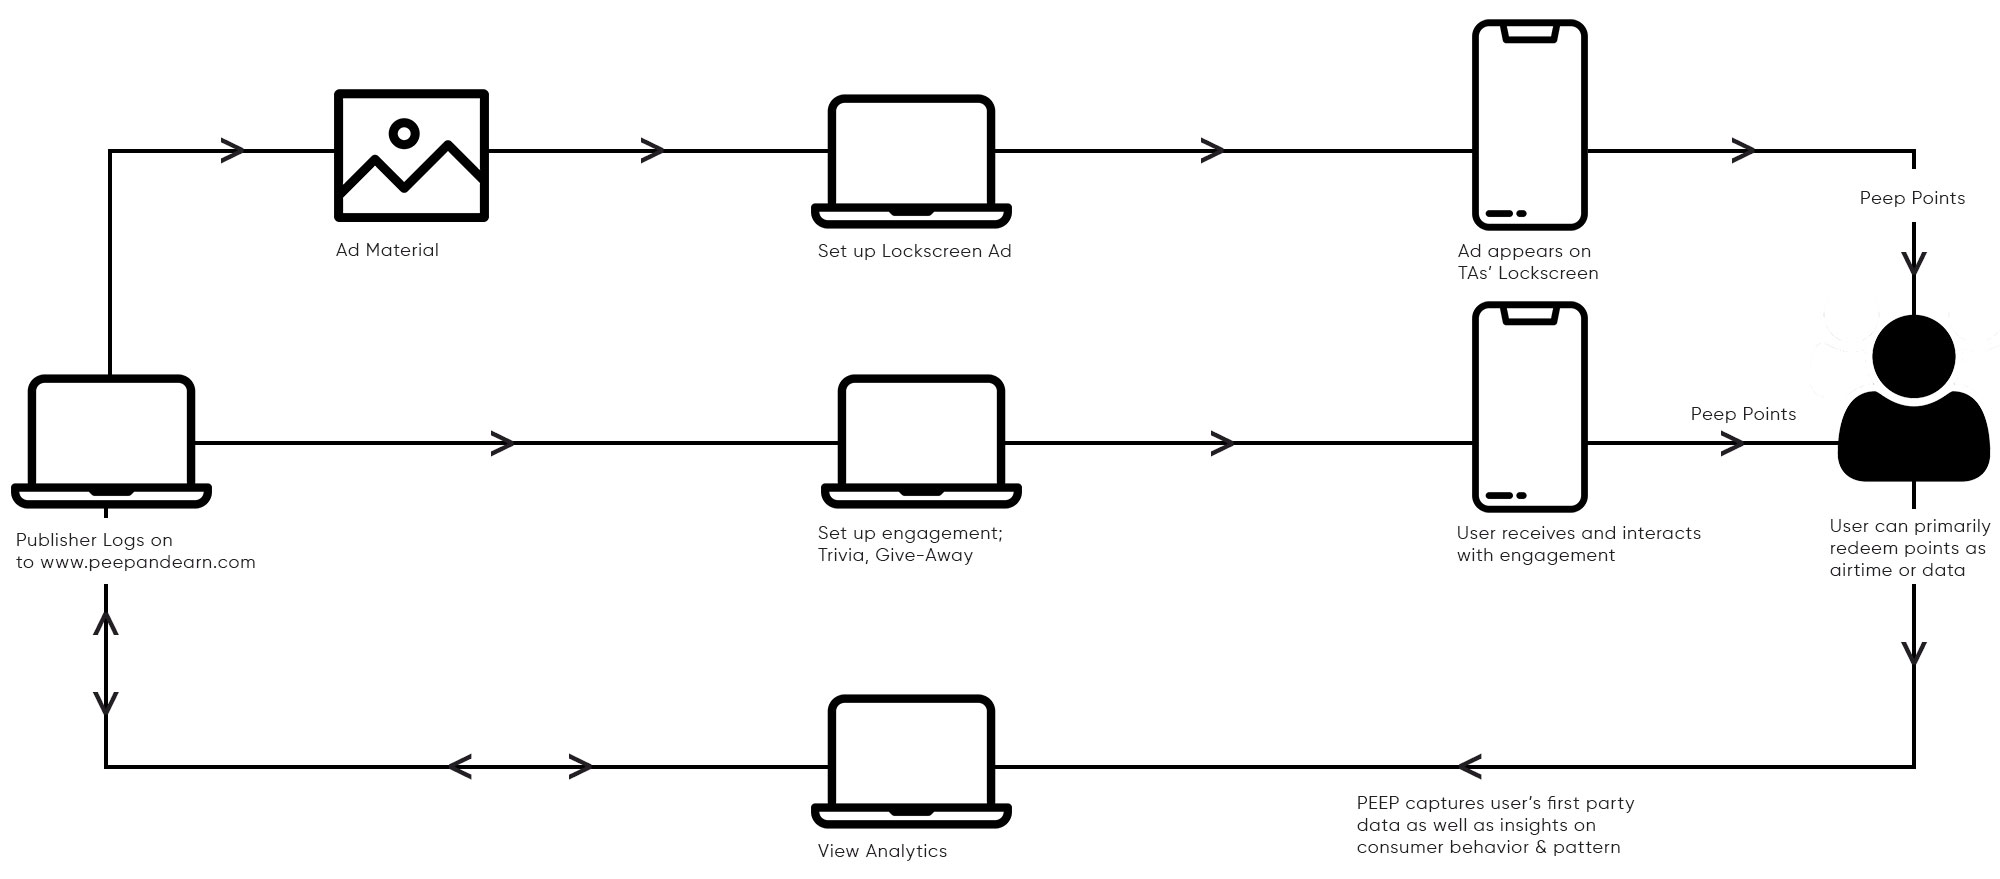 Peep Points
Ad Material
Set up Lockscreen Ad
Ad appears on
TAs’ Lockscreen
Peep Points
Publisher Logs on
to www.peepandearn.com
Set up engagement;
Trivia, Give-Away
User receives and interacts
with engagement
User can primarily
redeem points as
airtime or data
PEEP captures user’s first party
data as well as insights on
consumer behavior & pattern
View Analytics